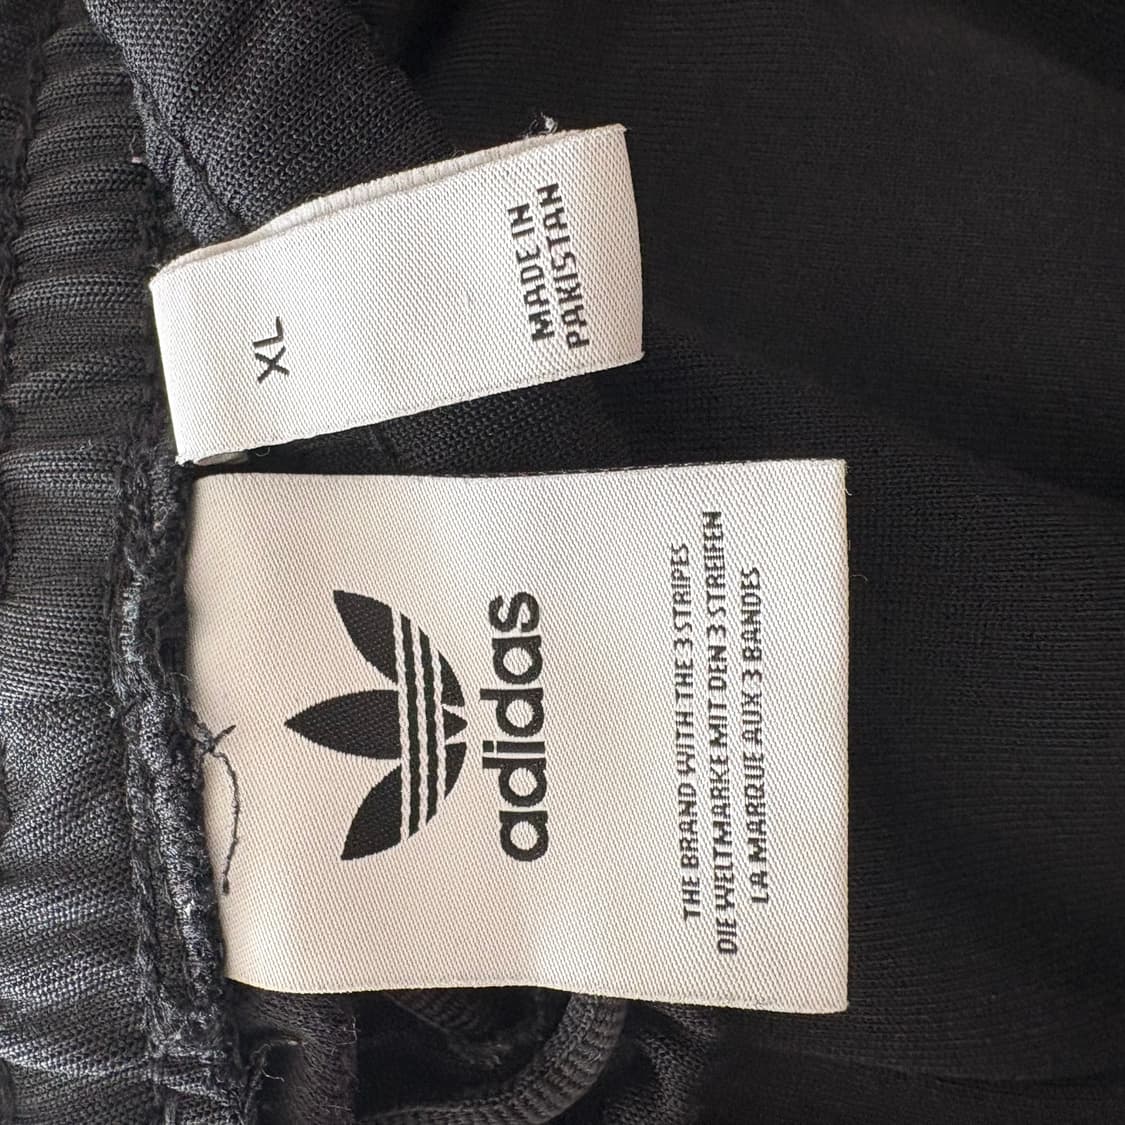 XL
MADE IN
PAKISTAN
adidas
THE BRAND WITH THE 3 STRIPES
DIE WELTMARKE MIT DEN 3 STREIFEN
LA MARQUE AUX 3 BANDES